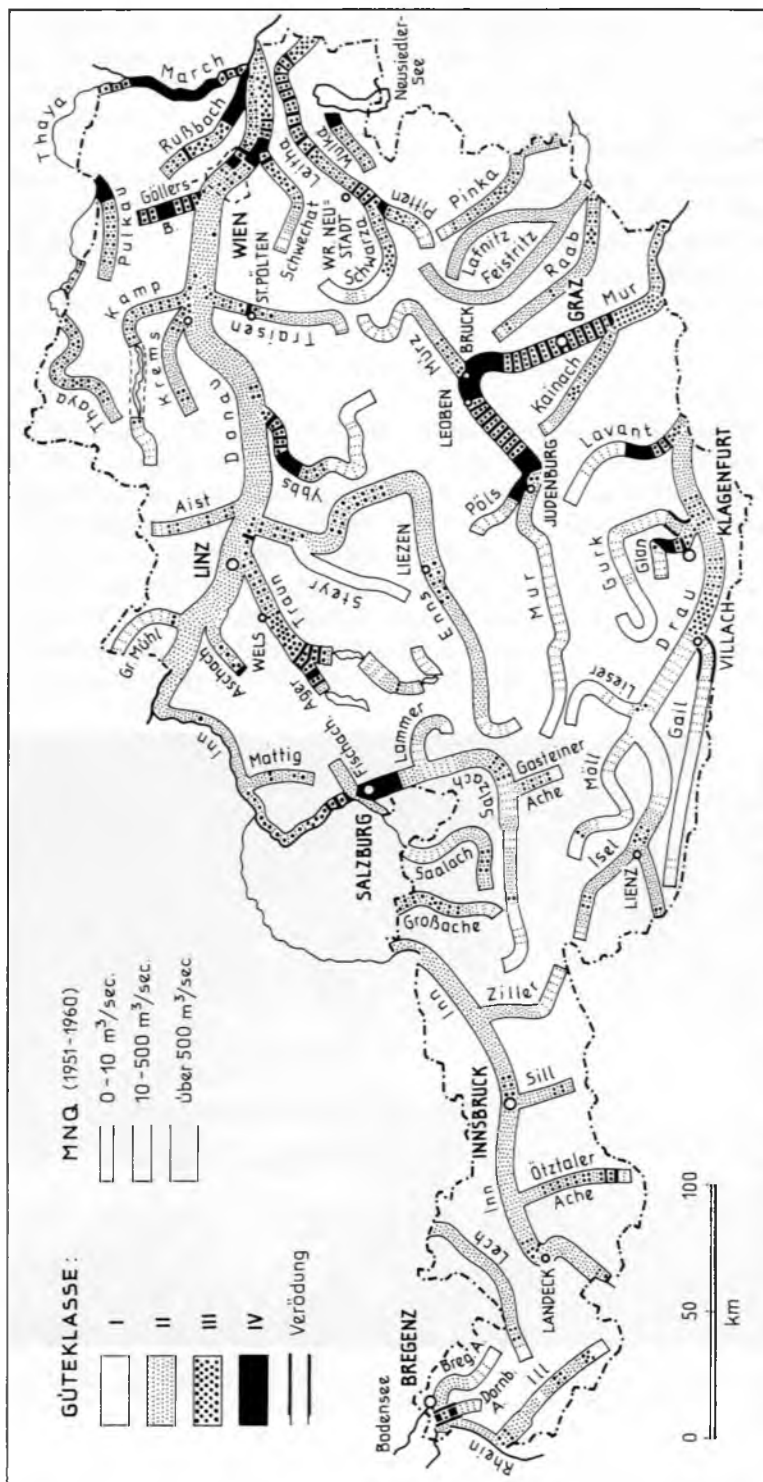 GÜTEKLASSE:
I
II
III
IV
Verödung
MNQ (1951-1960)
0-10 m³/sec.
10-500 m³/sec.
über 500 m³/sec.
0
50
100
km
Bodensee
BREGENZ
Rhein
Breg. A.
Dornb.
A.
Ill
Lech
LANDECK
Inn
Ötztaler
Ache
INNSBRUCK
Sill
Ziller
Inn
Großache
Saalach
SALZBURG
Fischach.
Lammer
Salzach
Gasteiner
Ache
Mattig
Inn
Isel
LIENZ
Möll
Lieser
Gail
Drau
VILLACH
KLAGENFURT
Glan
Gurk
Lavant
Gr. Mühl
Aschach
LINZ
WELS
Traun
Ager
Steyr
Aist
Enns
LIEZEN
Ybbs
Donau
Mur
Pöls
JUDENBURG
LEOBEN
BRUCK
Mürz
GRAZ
Mur
Kainach
Raab
Feistritz
Lafnitz
Pinka
Thaya
Kamp
Krems
Traisen
ST. PÖLTEN
WIEN
Schwechat
Pulkau
Göllers-
B.
Rußbach
March
Thaya
Leitha
WR. NEU=
STADT
Schwarza
Pitten
Wulka
Neusiedler-
See